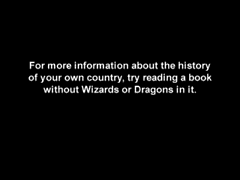 For more information about the history
of your own country, try reading a book
without Wizards or Dragons in it.